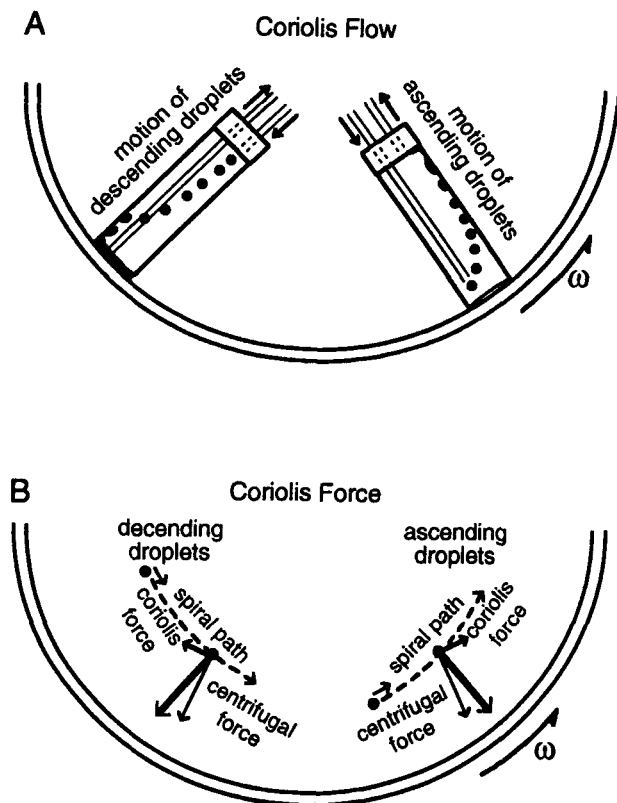 A
Coriolis Flow
motion of
descending droplets
motion of
ascending droplets
ω
B
Coriolis Force
decending
droplets
ascending
droplets
spiral path
coriolis
force
centrifugal
force
spiral path
coriolis
force
centrifugal
force
ω